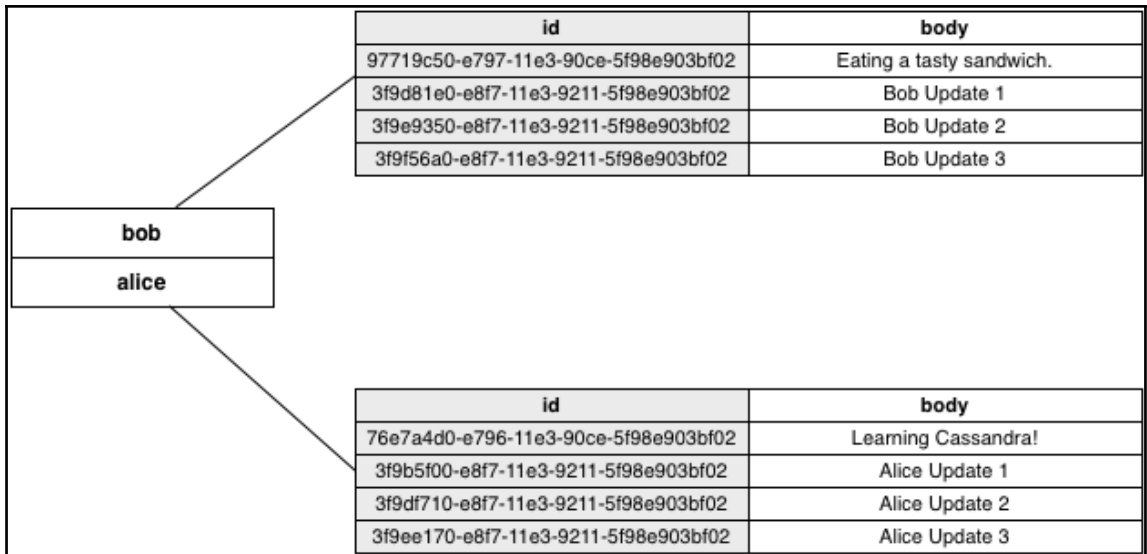 id body
97719c50-e797-11e3-90ce-5f98e903bf02 Eating a tasty sandwich.
3f9d81e0-e8f7-11e3-9211-5f98e903bf02 Bob Update 1
3f9e9350-e8f7-11e3-9211-5f98e903bf02 Bob Update 2
3f9f56a0-e8f7-11e3-9211-5f98e903bf02 Bob Update 3
bob
alice
id body
76e7a4d0-e796-11e3-90ce-5f98e903bf02 Learning Cassandra!
3f9b5f00-e8f7-11e3-9211-5f98e903bf02 Alice Update 1
3f9df710-e8f7-11e3-9211-5f98e903bf02 Alice Update 2
3f9ee170-e8f7-11e3-9211-5f98e903bf02 Alice Update 3